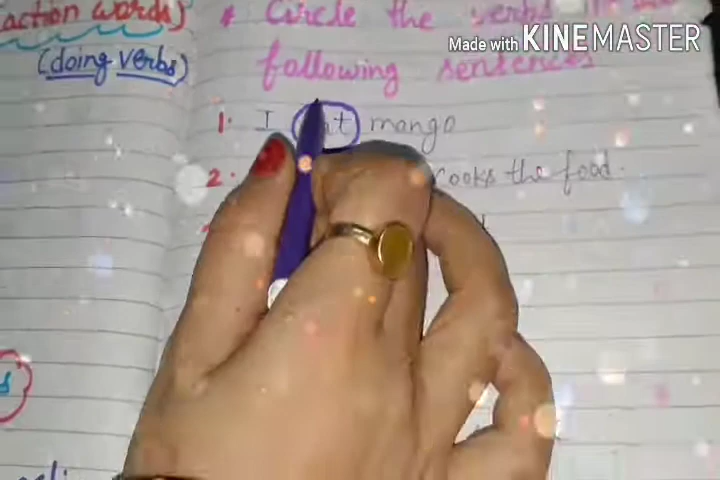 action words)
(doing verbs)
* Circle the verbs
following sentences
1. I eat mango
2. cooks the food.
Made with KINEMASTER